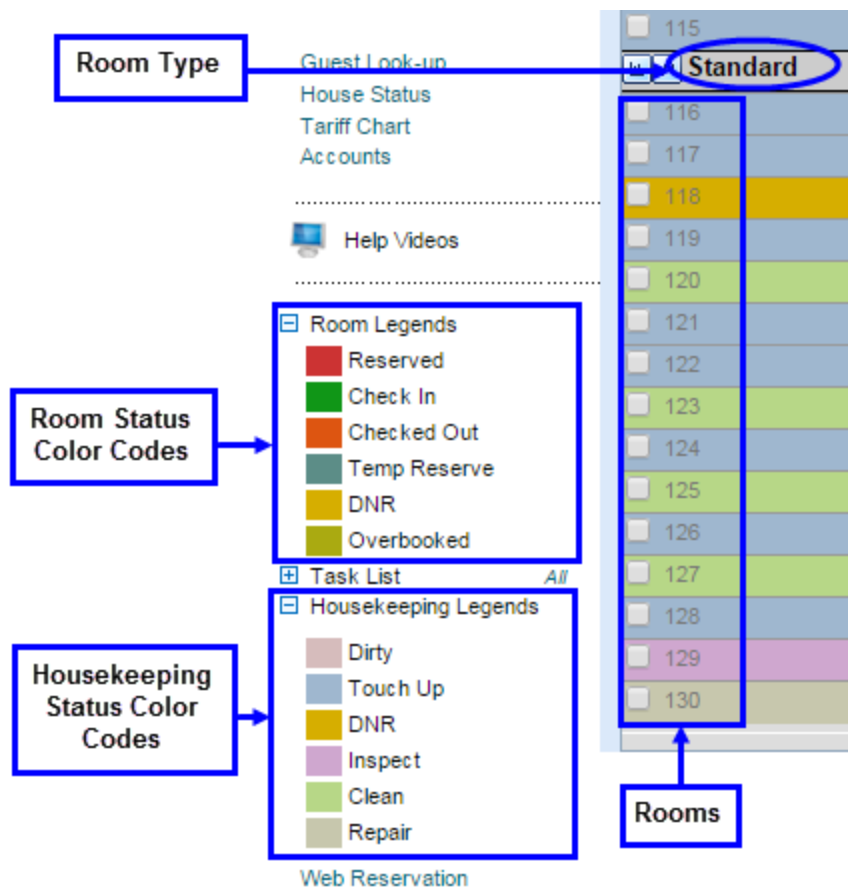 Room Type
Guest Look-up
House Status
Tariff Chart
Accounts
Help Videos
Room Legends
Reserved
Check In
Checked Out
Temp Reserve
DNR
Overbooked
Task List All
Housekeeping Legends
Dirty
Touch Up
DNR
Inspect
Clean
Repair
Web Reservation
Room Status
Color Codes
Housekeeping
Status Color
Codes
115
Standard
116
117
118
119
120
121
122
123
124
125
126
127
128
129
130
Rooms